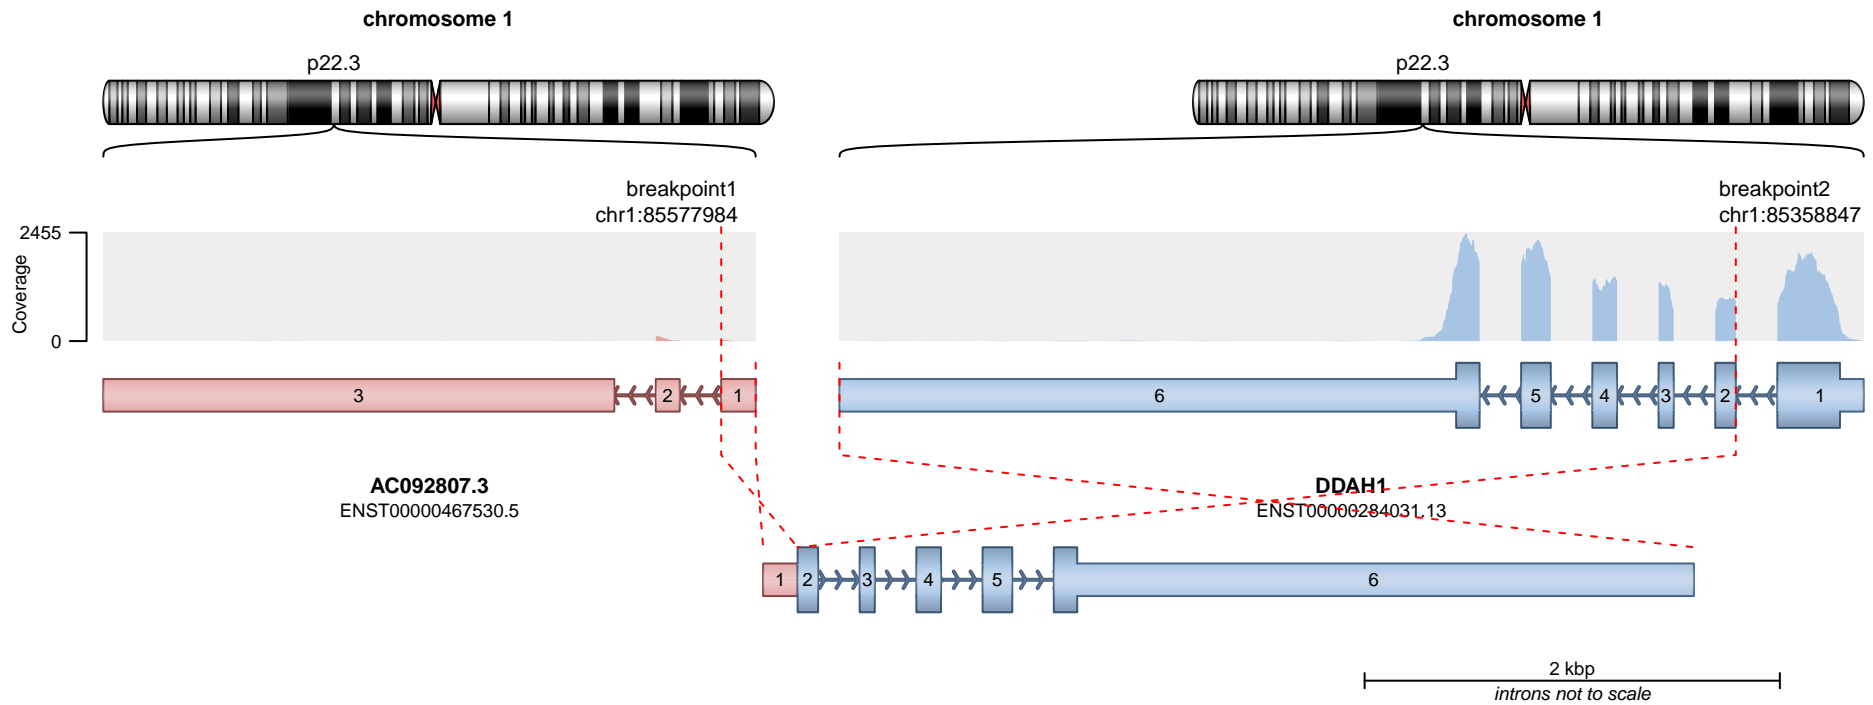 chromosome 1
chromosome 1
p22.3
p22.3
breakpoint1
chr1:85577984
breakpoint2
chr1:85358847
2455
Coverage
0
3
2
1
6
5
4
3
2
1
AC092807.3
ENST00000467530.5
DDAH1
ENST00000284031.13
1
2
3
4
5
6
2 kbp
introns not to scale